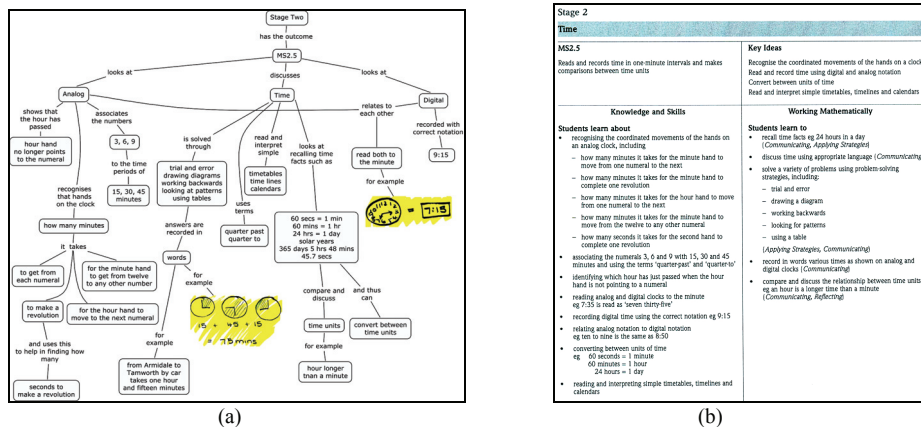 Stage Two
has the outcome
MS2.5
looks at
discusses
looks at
Analog
Time
Digital
shows that
the hour has
passed
associates
the numbers
relates to
each other
recorded with
correct notation
hour hand
no longer points
to the numeral
3, 6, 9
is solved
through
read and
interpret
simple
looks at
recalling time
facts such as
read both to
the minute
9:15
to the time
periods of
trial and error
drawing diagrams
working backwards
looking at patterns
using tables
timetables
time lines
calendars
for example
recognises
that hands
on the clock
15, 30, 45
minutes
uses
terms
= 7:15
how many minutes
answers are
recorded in
quarter past
quarter to
60 secs = 1 min
60 mins = 1 hr
24 hrs = 1 day
solar years
365 days 5 hrs 48 mins
45.7 secs
it takes
words
to get from
each numeral
for the minute hand
to get from twelve
to any other number
for
example
compare and
discuss
and thus
can
to make a
revolution
for the hour hand to
move to the next numeral
15 + 45 + 15
= 75 mins
time units
convert between
time units
and uses this
to help in finding how
many
for
example
for example
seconds to
make a revolution
from Armidale to
Tamworth by car
takes one hour
and fifteen minutes
hour longer
than a minute
(a)
Stage 2
Time
MS2.5
Reads and records time in one-minute intervals and makes
comparisons between time units
Key Ideas
Recognise the coordinated movements of the hands on a clock
Read and record time using digital and analog notation
Convert between units of time
Read and interpret simple timetables, timelines and calendars
Knowledge and Skills
Students learn about
• recognising the coordinated movements of the hands on
an analog clock, including
– how many minutes it takes for the minute hand to
move from one numeral to the next
– how many minutes it takes for the minute hand to
complete one revolution
– how many minutes it takes for the hour hand to move
from one numeral to the next
– how many minutes it takes for the minute hand to
move from the twelve to any other numeral
– how many seconds it takes for the second hand to
complete one revolution
• associating the numerals 3, 6 and 9 with 15, 30 and 45
minutes and using the terms 'quarter-past' and 'quarter-to'
• identifying which hour has just passed when the hour
hand is not pointing to a numeral
• reading analog and digital clocks to the minute
eg 7:35 is read as 'seven thirty-five'
• recording digital time using the correct notation eg 9:15
• relating analog notation to digital notation
eg ten to nine is the same as 8:50
• converting between units of time
eg 60 seconds = 1 minute
60 minutes = 1 hour
24 hours = 1 day
• reading and interpreting simple timetables, timelines and
calendars
Working Mathematically
Students learn to
• recall time facts eg 24 hours in a day
(Communicating, Applying Strategies)
• discuss time using appropriate language (Communicating)
• solve a variety of problems using problem-solving
strategies, including:
– trial and error
– drawing a diagram
– working backwards
– looking for patterns
– using a table
(Applying Strategies, Communicating)
• record in words various times as shown on analog and
digital clocks (Communicating)
• compare and discuss the relationship between time units
eg an hour is a longer time than a minute
(Communicating, Reflecting)
(b)